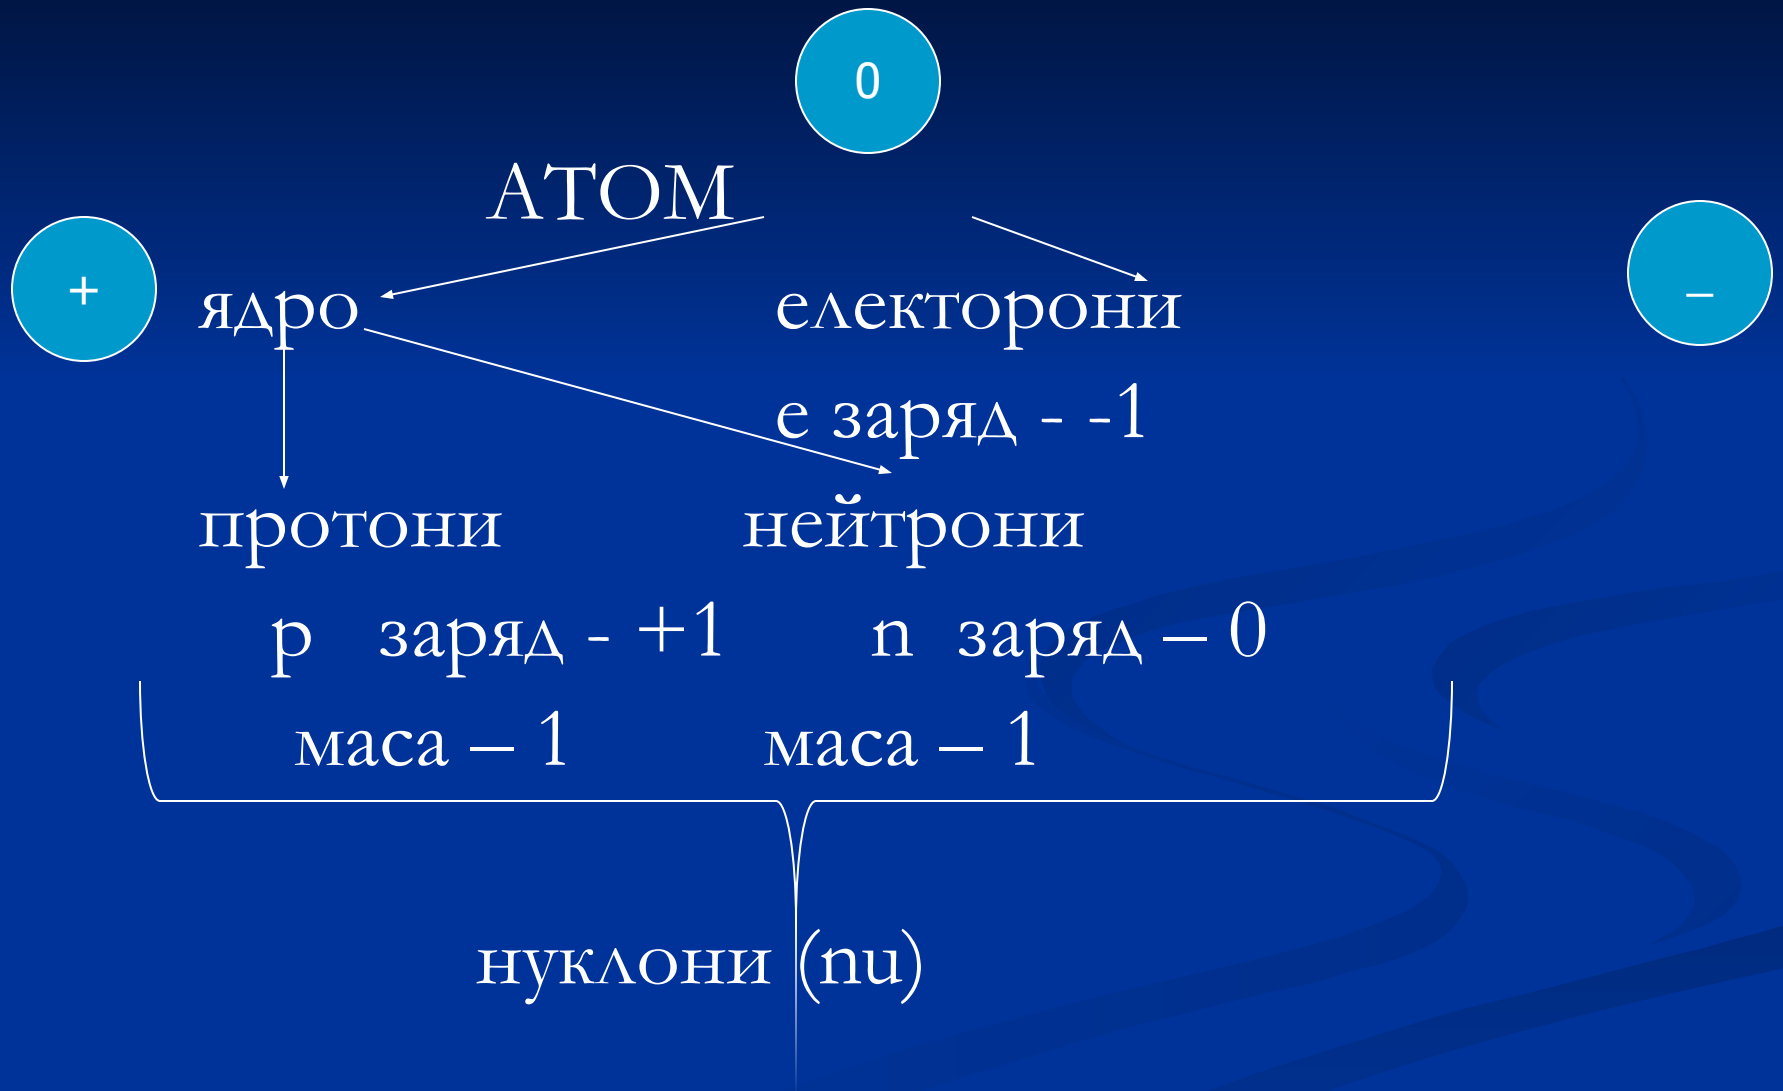 0
АТОМ
+
–
ядро електорони
е заряд - -1
протони нейтрони
р заряд - +1 n заряд – 0
маса – 1 маса – 1
нуклони (nu)